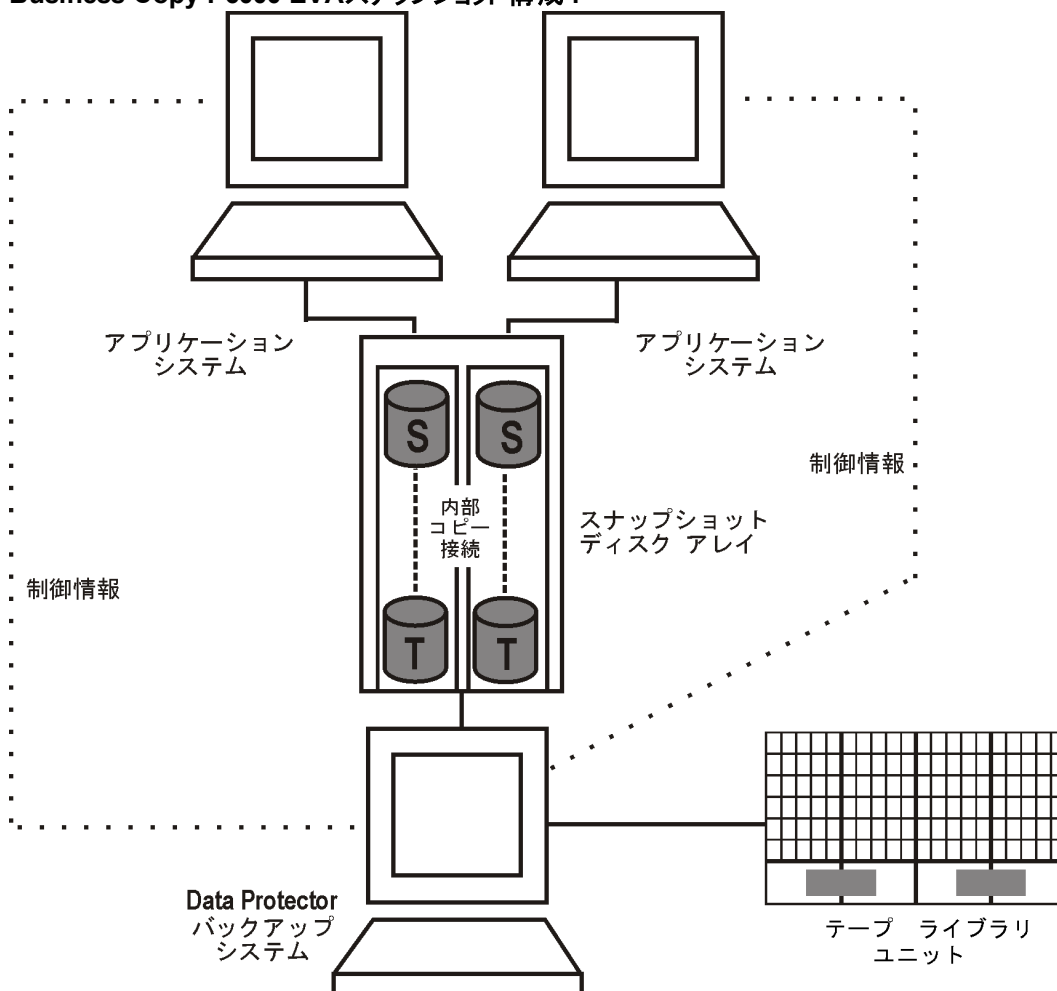 アプリケーション
システム
アプリケーション
システム
S
S
制御情報
内部
コピー
接続
スナップショット
ディスク アレイ
制御情報
T
T
Data Protector
バックアップ
システム
テープ ライブラリ
ユニット